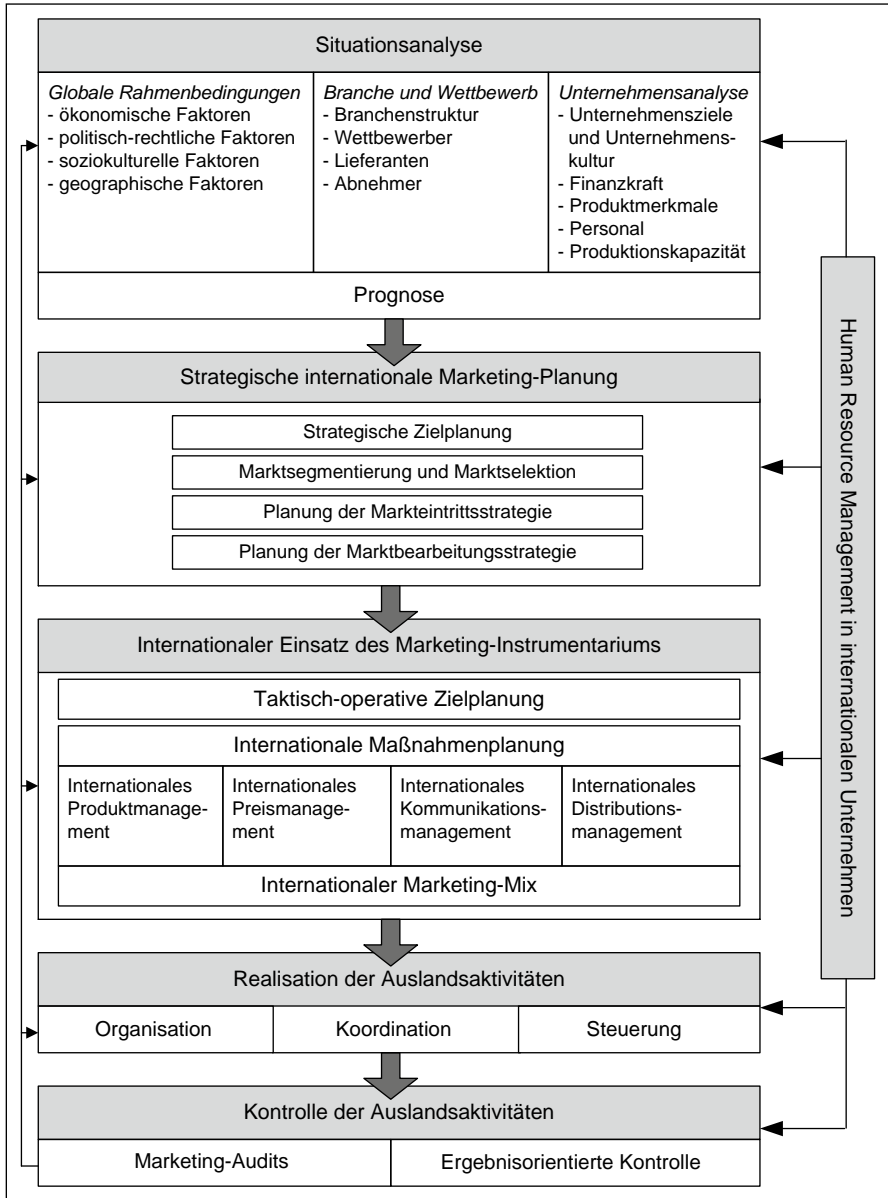 Situationsanalyse
Globale Rahmenbedingungen
- ökonomische Faktoren
- politisch-rechtliche Faktoren
- soziokulturelle Faktoren
- geographische Faktoren
Branche und Wettbewerb
- Branchenstruktur
- Wettbewerber
- Lieferanten
- Abnehmer
Unternehmensanalyse
- Unternehmensziele
und Unternehmens-
kultur
- Finanzkraft
- Produktmerkmale
- Personal
- Produktionskapazität
Prognose
Strategische internationale Marketing-Planung
Strategische Zielplanung
Marktsegmentierung und Marktselektion
Planung der Markteintrittsstrategie
Planung der Marktbearbeitungsstrategie
Internationaler Einsatz des Marketing-Instrumentariums
Taktisch-operative Zielplanung
Internationale Maßnahmenplanung
Internationales
Produktmanage-
ment
Internationales
Preismanage-
ment
Internationales
Kommunikations-
management
Internationales
Distributions-
management
Internationaler Marketing-Mix
Realisation der Auslandsaktivitäten
Organisation
Koordination
Steuerung
Kontrolle der Auslandsaktivitäten
Marketing-Audits
Ergebnisorientierte Kontrolle
Human Resource Management in internationalen Unternehmen